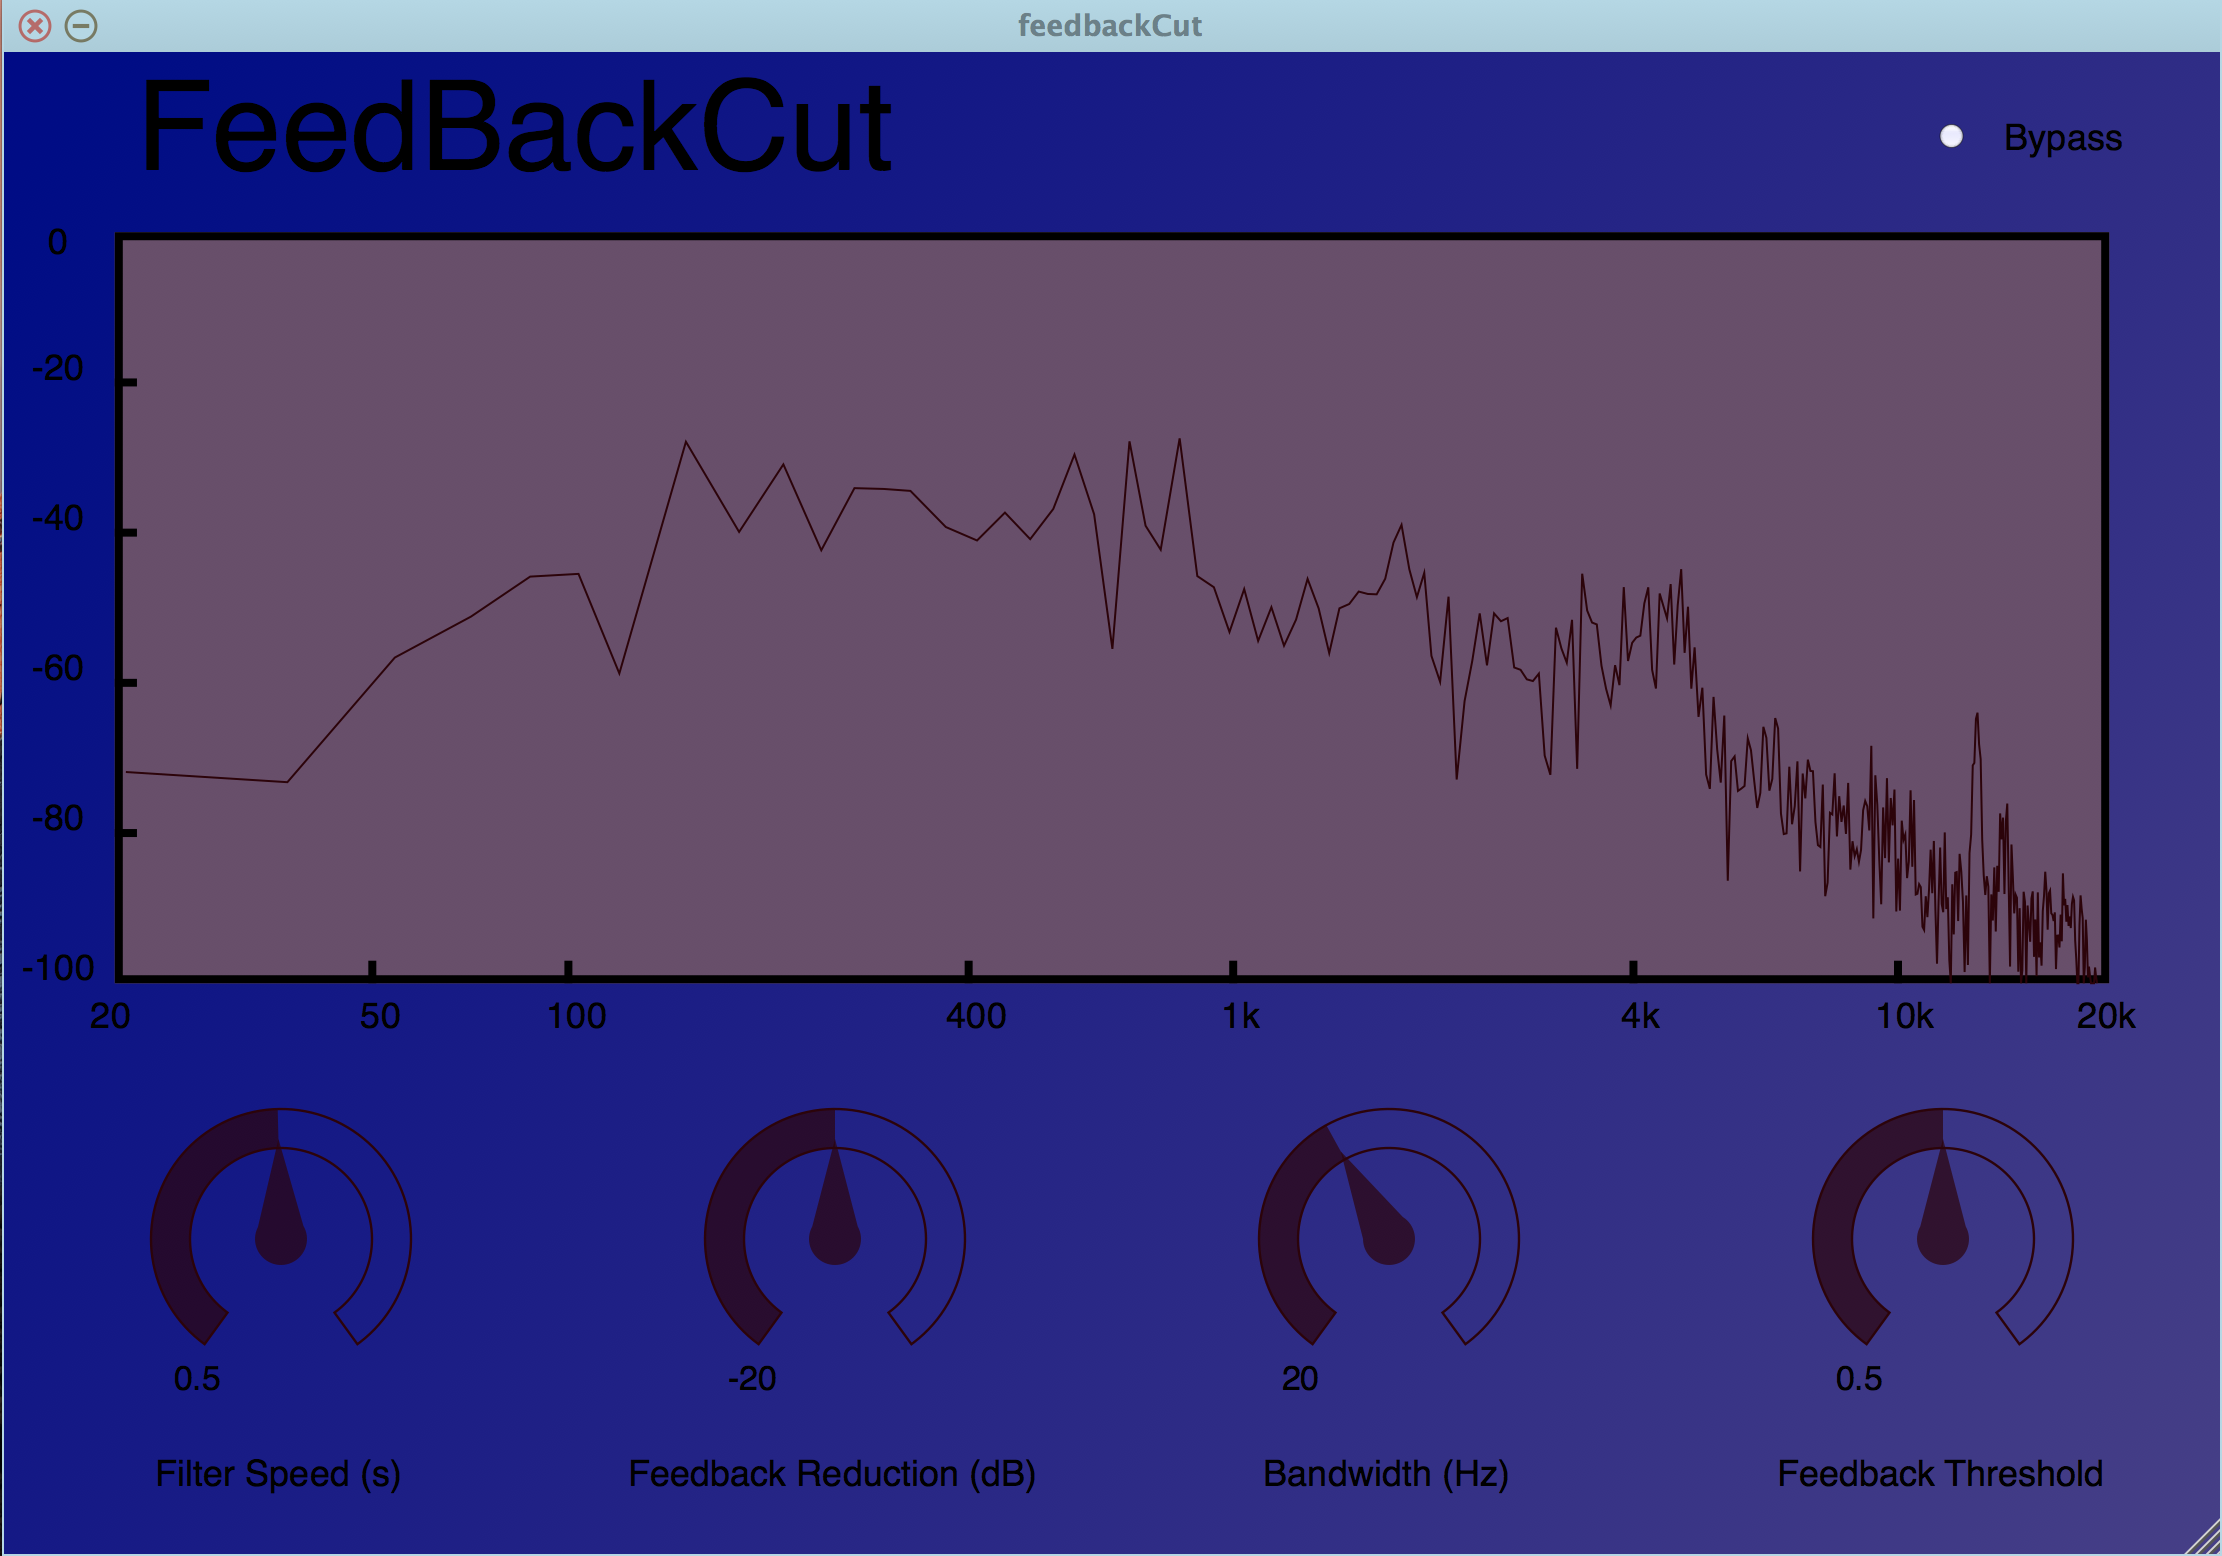 feedbackCut
FeedBackCut
Bypass
0
-20
-40
-60
-80
-100
20 50 100 400 1k 4k 10k 20k
0.5 -20 20 0.5
Filter Speed (s) Feedback Reduction (dB) Bandwidth (Hz) Feedback Threshold